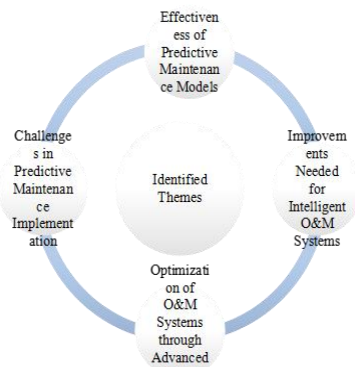 Effectiven
ess of
Predictive
Maintenan
ce Models
Improvem
ents
Needed
for
Intelligent
O&M
Systems
Optimizati
on of
O&M
Systems
through
Advanced
Challenge
s in
Predictive
Maintenan
ce
Implement
ation
Identified
Themes